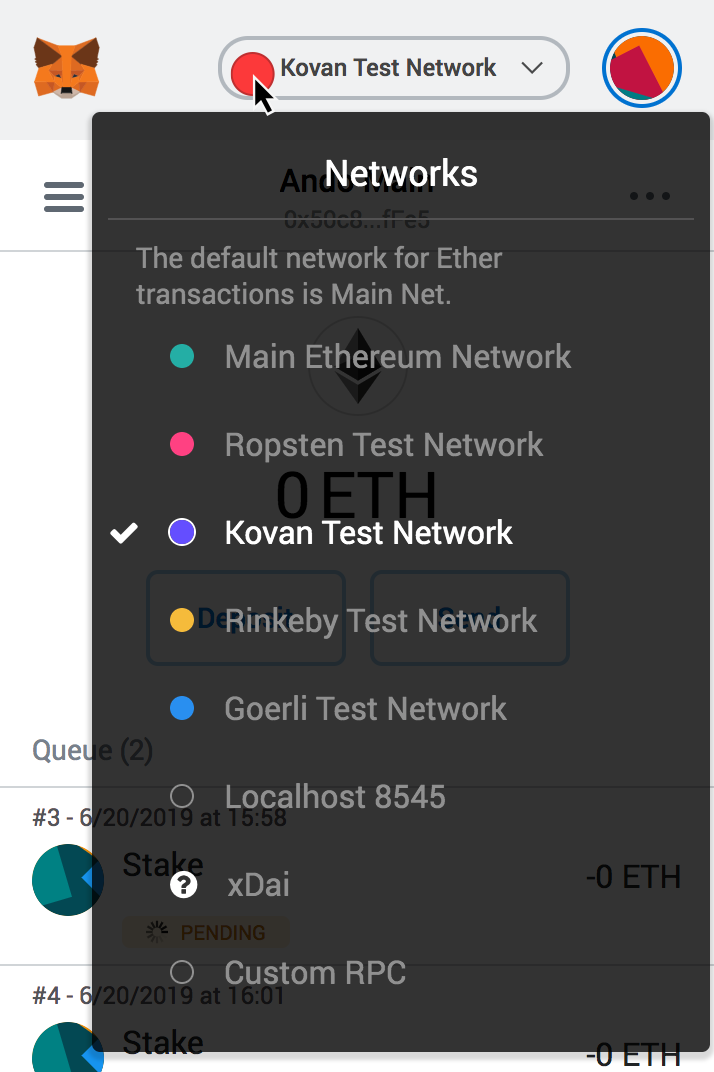 Kovan Test Network
Ando Main
Networks
0x50c8...fFe5
The default network for Ether
transactions is Main Net.
Main Ethereum Network
Ropsten Test Network
0 ETH
Kovan Test Network
Deposit
Send
Rinkeby Test Network
Goerli Test Network
Queue (2)
Localhost 8545
#3 - 6/20/2019 at 15:58
Stake
-0 ETH
xDai
PENDING
Custom RPC
#4 - 6/20/2019 at 16:01
Stake
-0 ETH